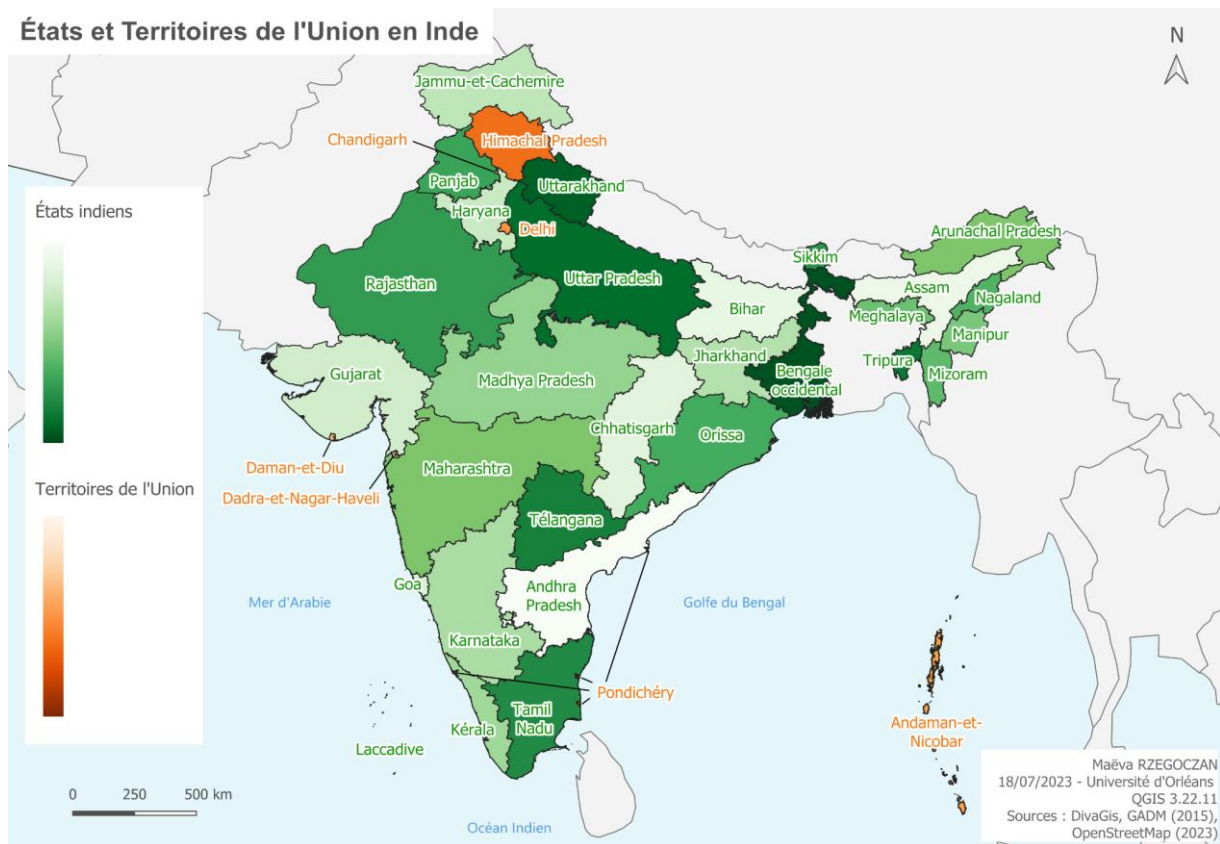 États et Territoires de l'Union en Inde
N
Jammu-et-Cachemire
Chandigarh
Himachal Pradesh
Panjab
Uttarakhand
États indiens
Haryana
Delhi
Arunachal Pradesh
Sikkim
Rajasthan
Uttar Pradesh
Assam
Nagaland
Bihar
Meghalaya
Manipur
Jharkhand
Tripura
Mizoram
Gujarat
Madhya Pradesh
Bengale
occidental
Chhatisgarh
Orissa
Daman-et-Diu
Maharashtra
Territoires de l'Union
Dadra-et-Nagar-Haveli
Télangana
Goa
Andhra
Pradesh
Mer d'Arabie
Golfe du Bengal
Karnataka
Pondichéry
Tamil
Nadu
Kérala
Andaman-et-
Nicobar
Laccadive
Maëva RZEGOCZAN
18/07/2023 - Université d'Orléans
QGIS 3.22.11
Sources : DivaGis, GADM (2015),
OpenStreetMap (2023)
0 250 500 km
Océan Indien